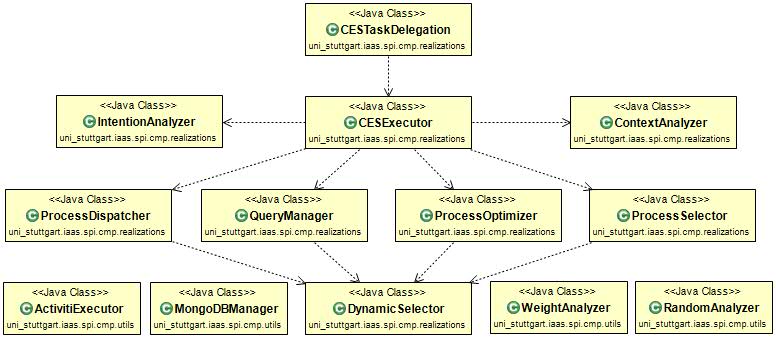 <<Java Class>>
CESTaskDelegation
uni_stuttgart.iaas.spi.cmp.realizations
<<Java Class>>
IntentionAnalyzer
uni_stuttgart.iaas.spi.cmp.realizations
<<Java Class>>
CESExecutor
uni_stuttgart.iaas.spi.cmp.realizations
<<Java Class>>
ContextAnalyzer
uni_stuttgart.iaas.spi.cmp.realizations
<<Java Class>>
ProcessDispatcher
uni_stuttgart.iaas.spi.cmp.realizations
<<Java Class>>
QueryManager
uni_stuttgart.iaas.spi.cmp.realizations
<<Java Class>>
ProcessOptimizer
uni_stuttgart.iaas.spi.cmp.realizations
<<Java Class>>
ProcessSelector
uni_stuttgart.iaas.spi.cmp.realizations
<<Java Class>>
ActivitiExecutor
uni_stuttgart.iaas.spi.cmp.utils
<<Java Class>>
MongoDBManager
uni_stuttgart.iaas.spi.cmp.utils
<<Java Class>>
DynamicSelector
uni_stuttgart.iaas.spi.cmp.realizations
<<Java Class>>
WeightAnalyzer
uni_stuttgart.iaas.spi.cmp.utils
<<Java Class>>
RandomAnalyzer
uni_stuttgart.iaas.spi.cmp.utils